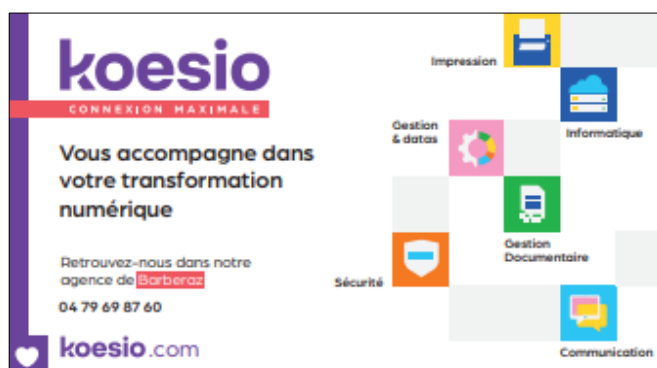 koesio
CONNEXION MAXIMALE
Vous accompagne dans
votre transformation
numérique
Retrouvez-nous dans notre
agence de Barberaz
04 79 69 87 60
koesio.com
Impression
Informatique
Gestion
& datas
Gestion
Documentaire
Sécurité
Communication